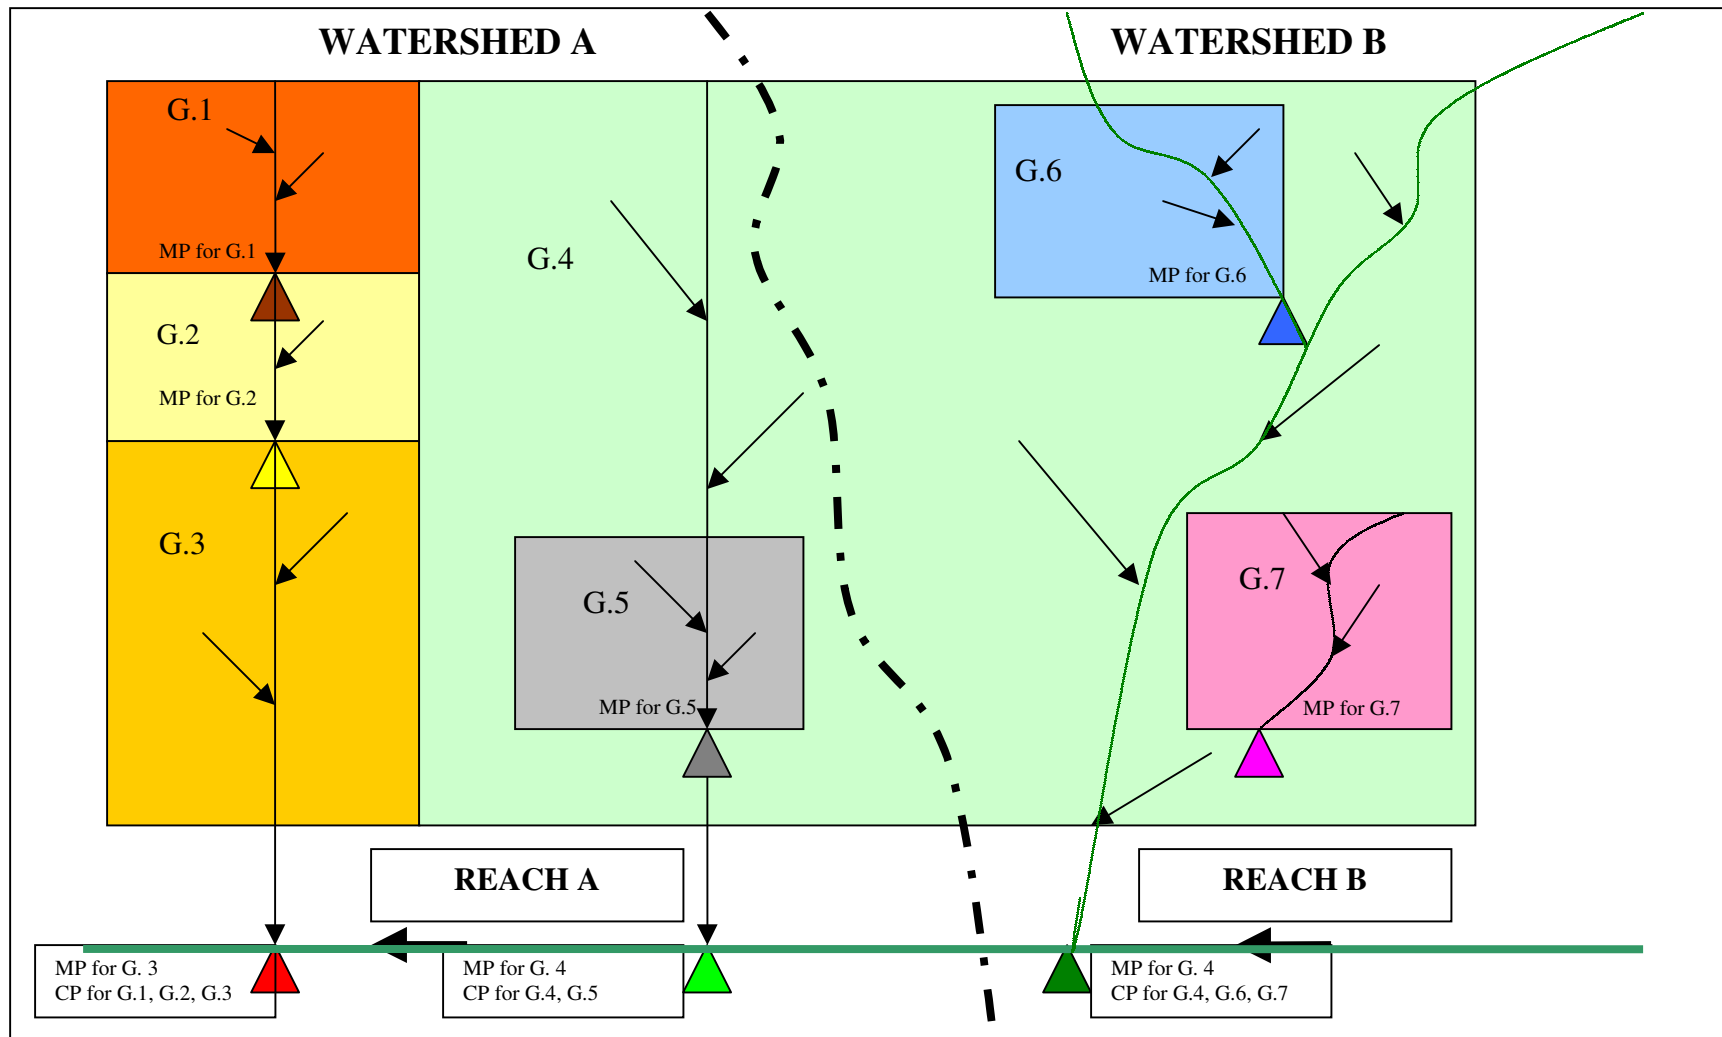 WATERSHED A
WATERSHED B
G.1
MP for G.1
G.2
MP for G.2
G.3
G.4
G.5
MP for G.5
G.6
MP for G.6
G.7
MP for G.7
REACH A
REACH B
MP for G. 3
CP for G.1, G.2, G.3
MP for G. 4
CP for G.4, G.5
MP for G. 4
CP for G.4, G.6, G.7